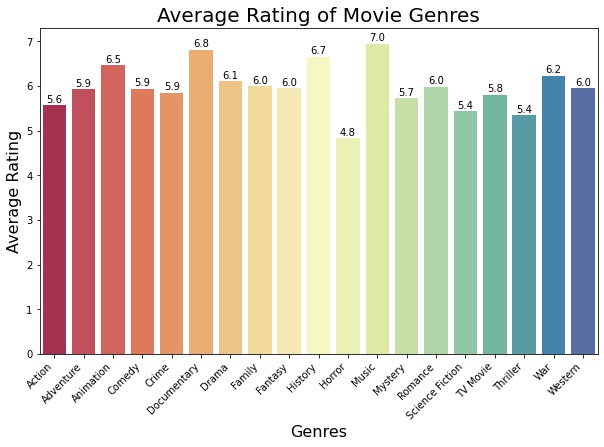 Average Rating of Movie Genres
Average Rating
7
6
5
4
3
2
1
0
5.6
5.9
6.5
5.9
5.9
6.8
6.1
6.0
6.0
6.7
4.8
7.0
5.7
6.0
5.4
5.8
5.4
6.2
6.0
Action
Adventure
Animation
Comedy
Crime
Documentary
Drama
Family
Fantasy
History
Horror
Music
Mystery
Romance
Science Fiction
TV Movie
Thriller
War
Western
Genres